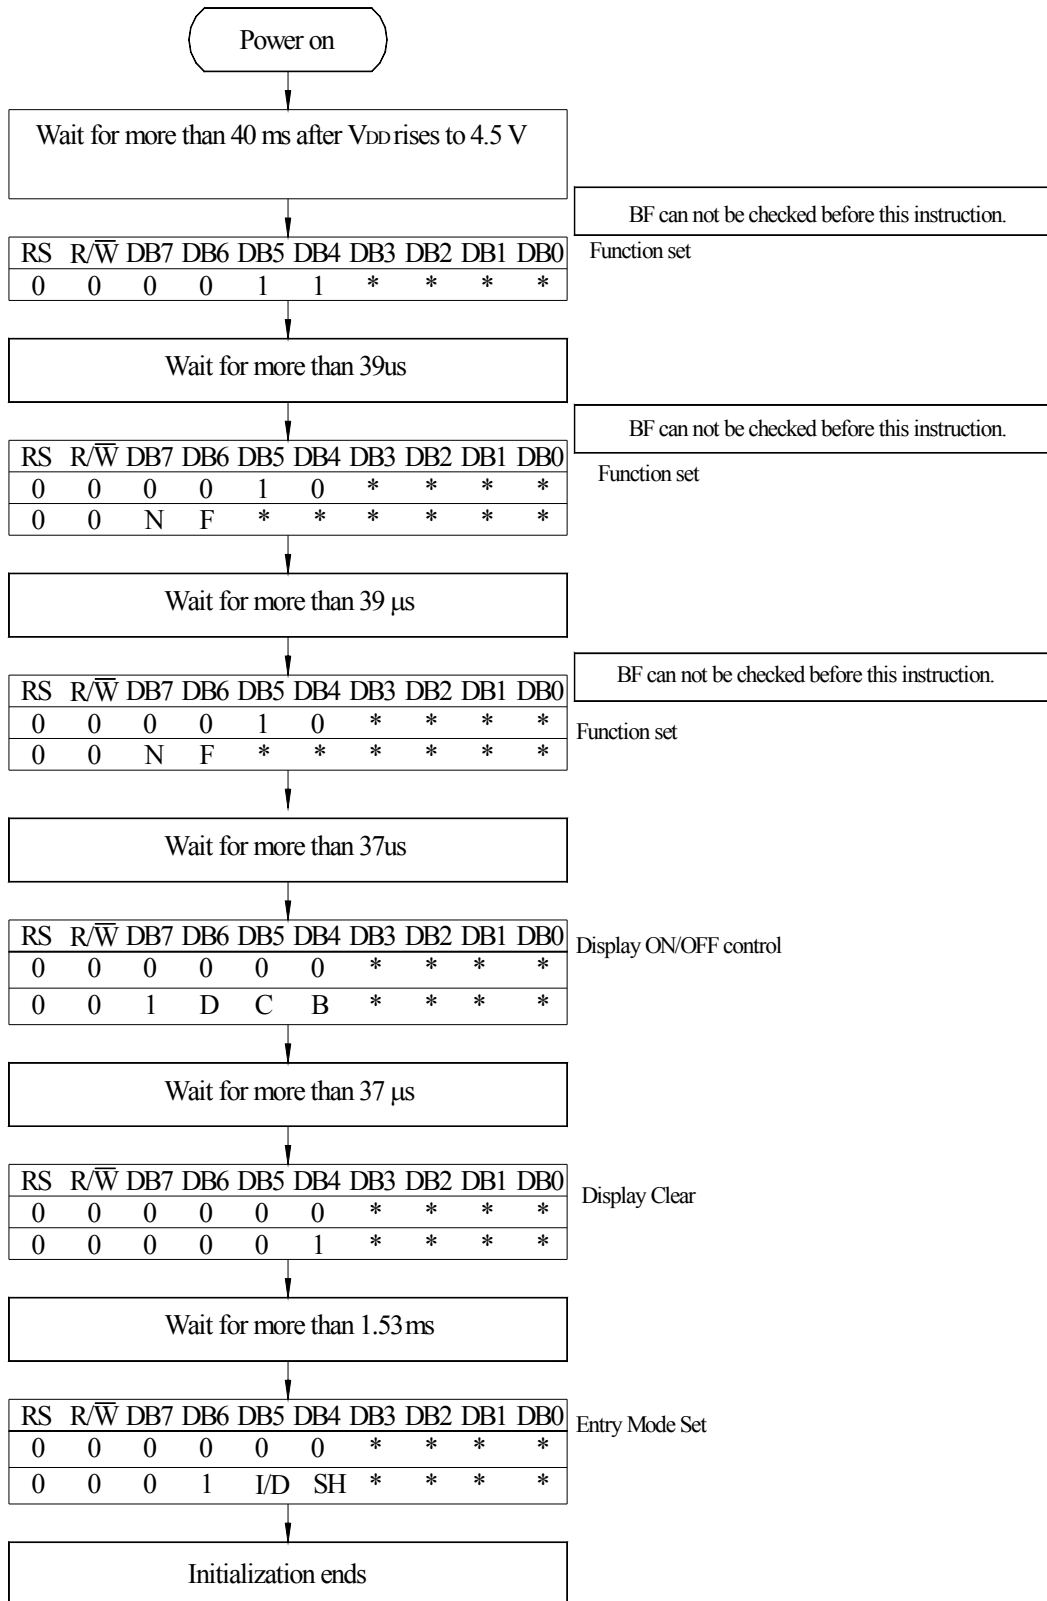 Power on
Wait for more than 40 ms after VDD rises to 4.5 V
BF can not be checked before this instruction.
RS R/W̅ DB7 DB6 DB5 DB4 DB3 DB2 DB1 DB0
Function set
0 0 0 0 1 1 * * * *
Wait for more than 39us
BF can not be checked before this instruction.
RS R/W̅ DB7 DB6 DB5 DB4 DB3 DB2 DB1 DB0
Function set
0 0 0 0 1 0 * * * *
0 0 N F * * * * * *
Wait for more than 39 μs
BF can not be checked before this instruction.
RS R/W̅ DB7 DB6 DB5 DB4 DB3 DB2 DB1 DB0
0 0 0 0 1 0 * * * *
Function set
0 0 N F * * * * * *
Wait for more than 37us
RS R/W̅ DB7 DB6 DB5 DB4 DB3 DB2 DB1 DB0
Display ON/OFF control
0 0 0 0 0 0 * * * *
0 0 1 D C B * * * *
Wait for more than 37 μs
RS R/W̅ DB7 DB6 DB5 DB4 DB3 DB2 DB1 DB0
Display Clear
0 0 0 0 0 0 * * * *
0 0 0 0 0 1 * * * *
Wait for more than 1.53ms
RS R/W̅ DB7 DB6 DB5 DB4 DB3 DB2 DB1 DB0
Entry Mode Set
0 0 0 0 0 0 * * * *
0 0 0 1 I/D SH * * * *
Initialization ends